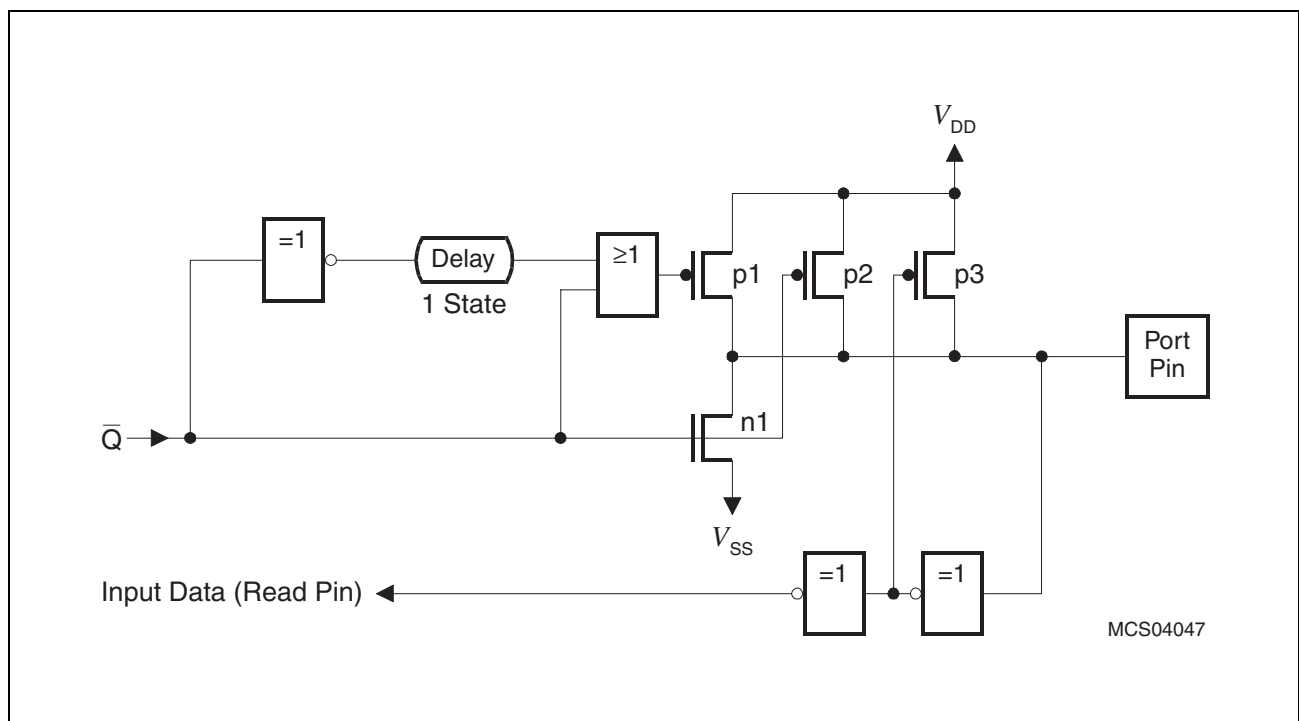 V_DD
=1
Delay
1 State
≥1
p1
p2
p3
Port
Pin
Q̅
n1
V_SS
=1
=1
Input Data (Read Pin)
MCS04047